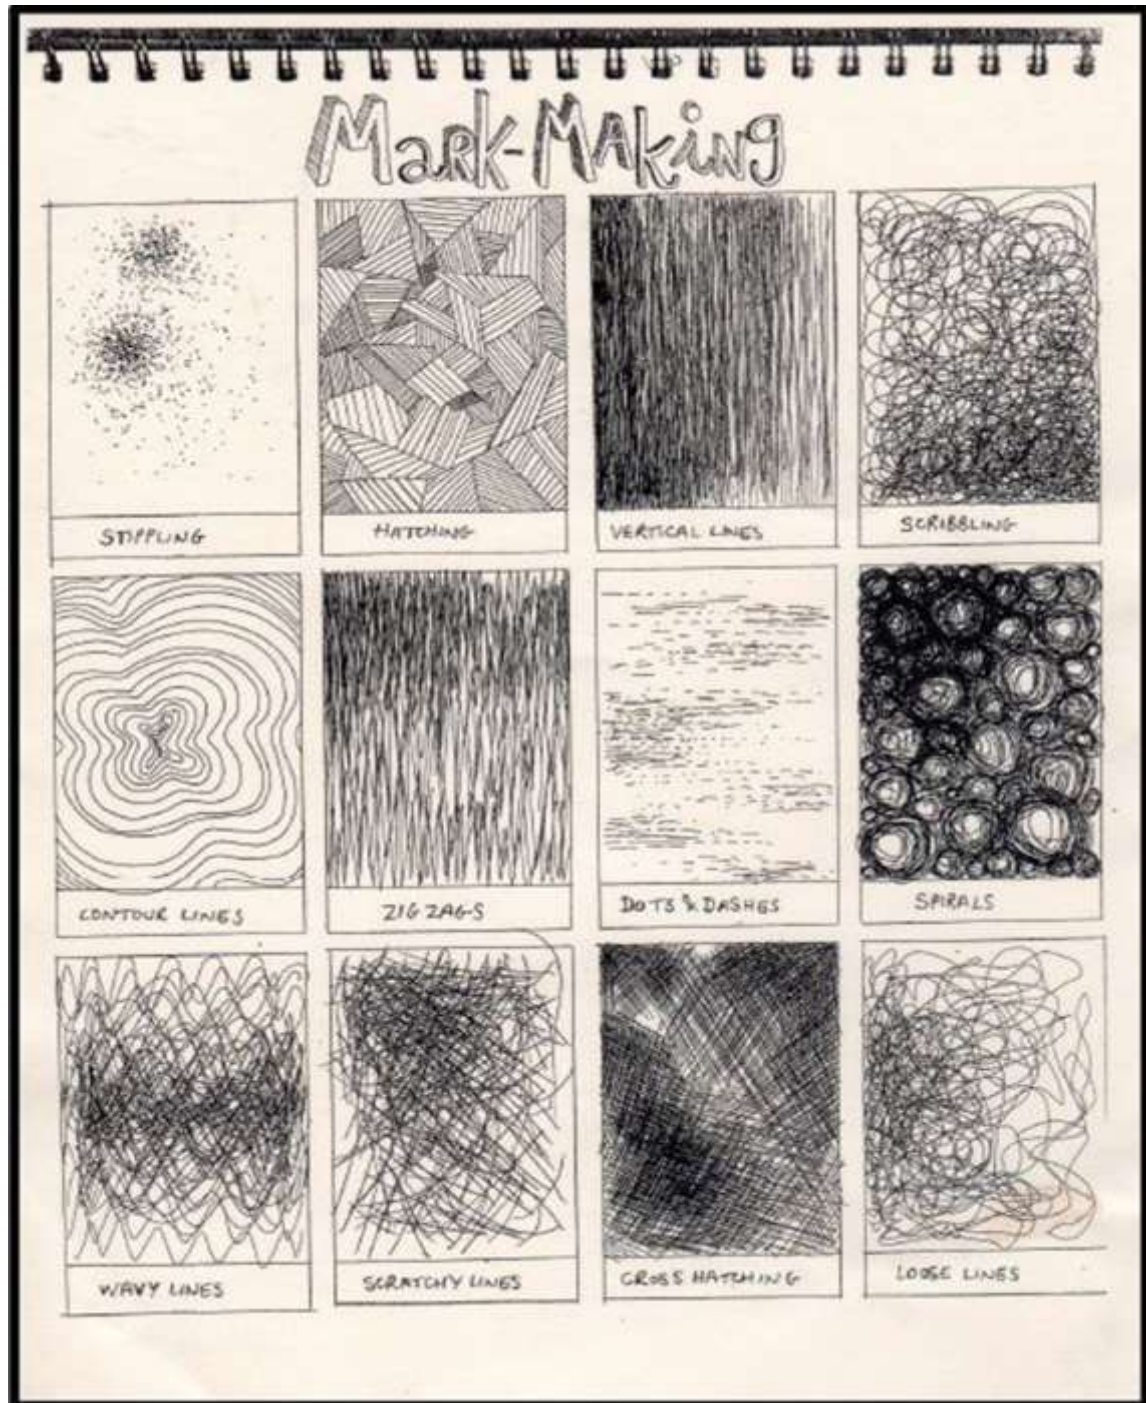 Mark-Making
STIPPLING
HATCHING
VERTICAL LINES
SCRIBBLING
CONTOUR LINES
ZIG ZAGS
DOTS & DASHES
SPIRALS
WAVY LINES
SCRATCHY LINES
CROSS HATCHING
LOOSE LINES